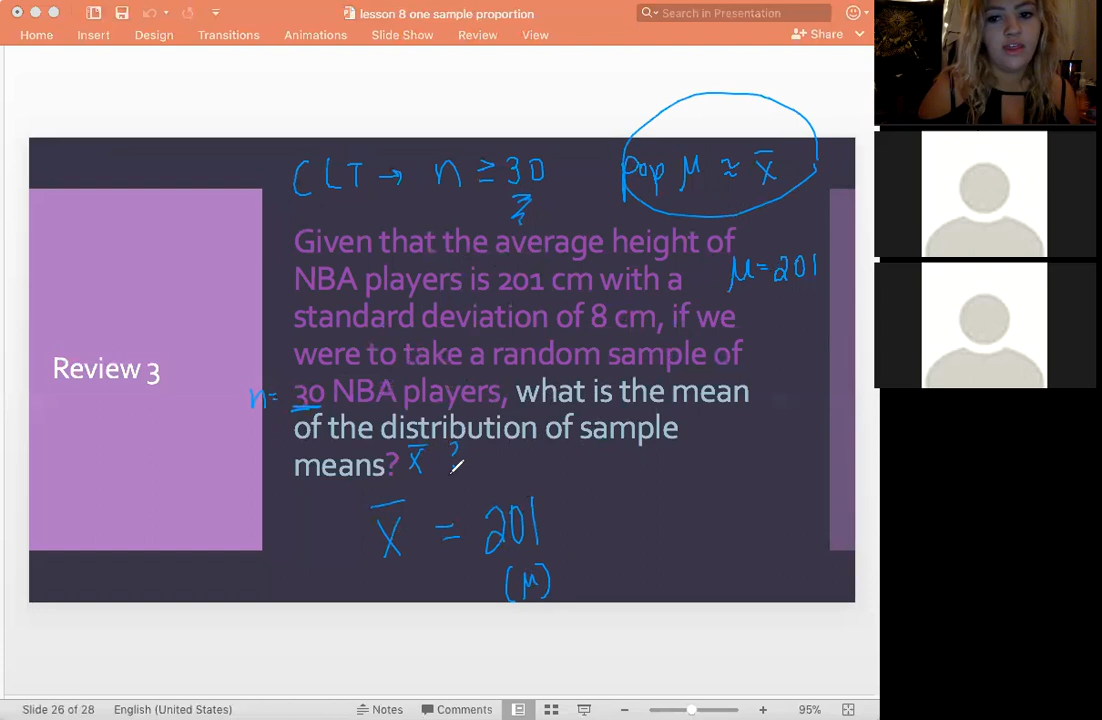 lesson 8 one sample proportion
Search in Presentation
Home Insert Design Transitions Animations Slide Show Review View
Share
CLT → n ≥ 30
pop μ ≈ x̄
Given that the average height of
NBA players is 201 cm with a
μ = 201
standard deviation of 8 cm, if we
were to take a random sample of
Review 3
n = 30 NBA players, what is the mean
of the distribution of sample
means? x̄ ?
x̄ = 201
(μ)
Slide 26 of 28 English (United States) Notes Comments 95%